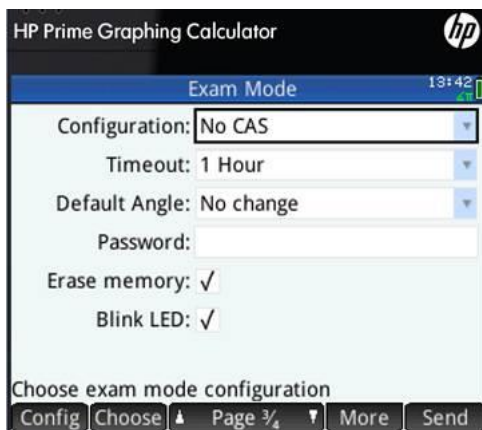 HP Prime Graphing Calculator
hp
Exam Mode 13:42
∡π
Configuration: No CAS
Timeout: 1 Hour
Default Angle: No change
Password:
Erase memory: √
Blink LED: √
Choose exam mode configuration
Config Choose Page ¾ More Send